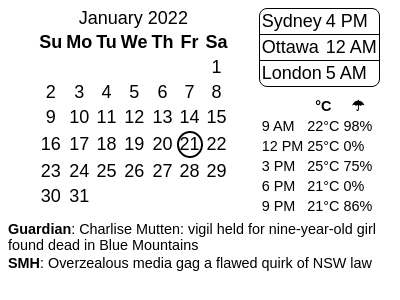 January 2022
Su Mo Tu We Th Fr Sa
1
2 3 4 5 6 7 8
9 10 11 12 13 14 15
16 17 18 19 20 21 22
23 24 25 26 27 28 29
30 31
Sydney 4 PM
Ottawa 12 AM
London 5 AM
°C ☂
9 AM 22°C 98%
12 PM 25°C 0%
3 PM 25°C 75%
6 PM 21°C 0%
9 PM 21°C 86%
Guardian: Charlise Mutten: vigil held for nine-year-old girl
found dead in Blue Mountains
SMH: Overzealous media gag a flawed quirk of NSW law